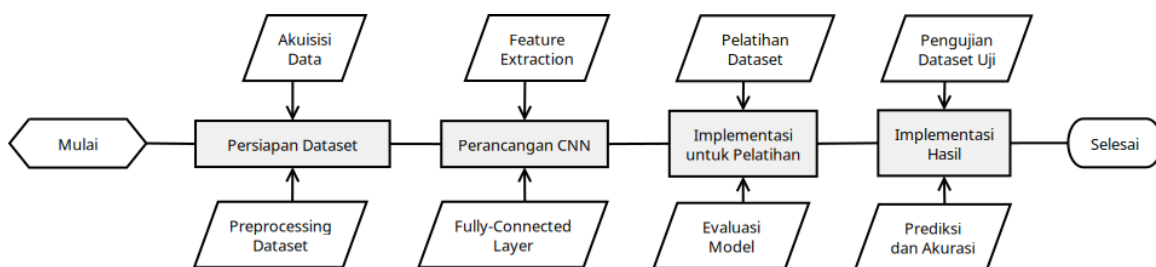 Akuisisi
Data
Feature
Extraction
Pelatihan
Dataset
Pengujian
Dataset Uji
Mulai
Persiapan Dataset
Perancangan CNN
Implementasi
untuk Pelatihan
Implementasi
Hasil
Selesai
Preprocessing
Dataset
Fully-Connected
Layer
Evaluasi
Model
Prediksi
dan Akurasi